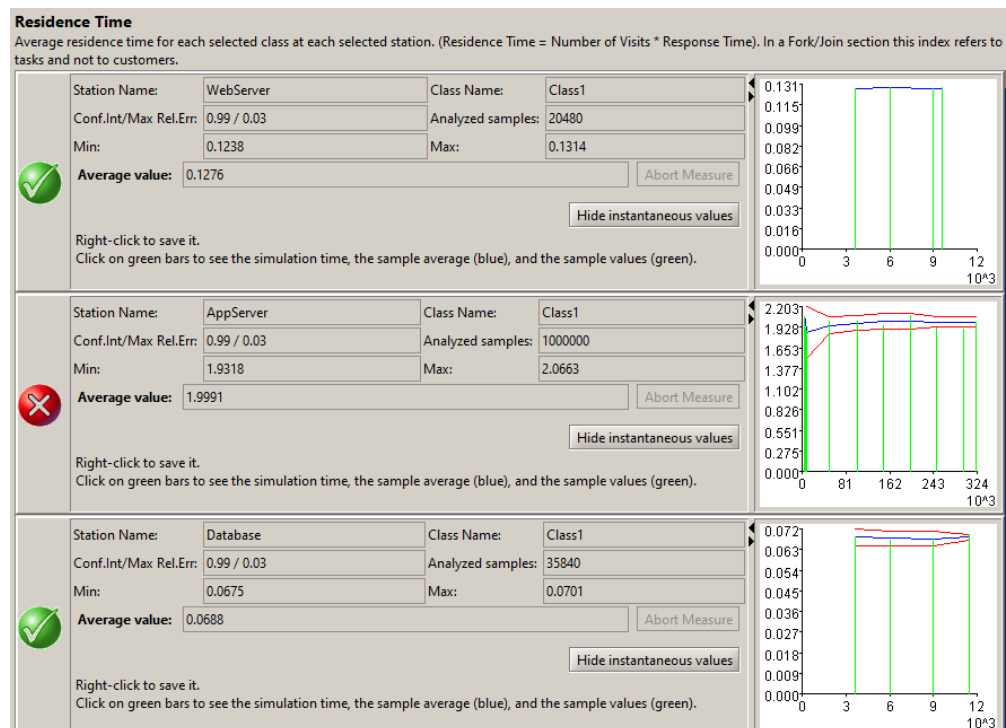 Residence Time
Average residence time for each selected class at each selected station. (Residence Time = Number of Visits * Response Time). In a Fork/Join section this index refers to
tasks and not to customers.
Station Name: WebServer Class Name: Class1
Conf.Int/Max Rel.Err: 0.99 / 0.03 Analyzed samples: 20480
Min: 0.1238 Max: 0.1314
Average value: 0.1276 Abort Measure
Hide instantaneous values
Right-click to save it.
Click on green bars to see the simulation time, the sample average (blue), and the sample values (green).
0.131
0.115
0.099
0.082
0.066
0.049
0.033
0.016
0.000
0 3 6 9 12
10^3
Station Name: AppServer Class Name: Class1
Conf.Int/Max Rel.Err: 0.99 / 0.03 Analyzed samples: 1000000
Min: 1.9318 Max: 2.0663
Average value: 1.9991 Abort Measure
Hide instantaneous values
Right-click to save it.
Click on green bars to see the simulation time, the sample average (blue), and the sample values (green).
2.203
1.928
1.653
1.377
1.102
0.826
0.551
0.275
0.000
0 81 162 243 324
10^3
Station Name: Database Class Name: Class1
Conf.Int/Max Rel.Err: 0.99 / 0.03 Analyzed samples: 35840
Min: 0.0675 Max: 0.0701
Average value: 0.0688 Abort Measure
Hide instantaneous values
Right-click to save it.
Click on green bars to see the simulation time, the sample average (blue), and the sample values (green).
0.072
0.063
0.054
0.045
0.036
0.027
0.018
0.009
0.000
0 3 6 9 12
10^3